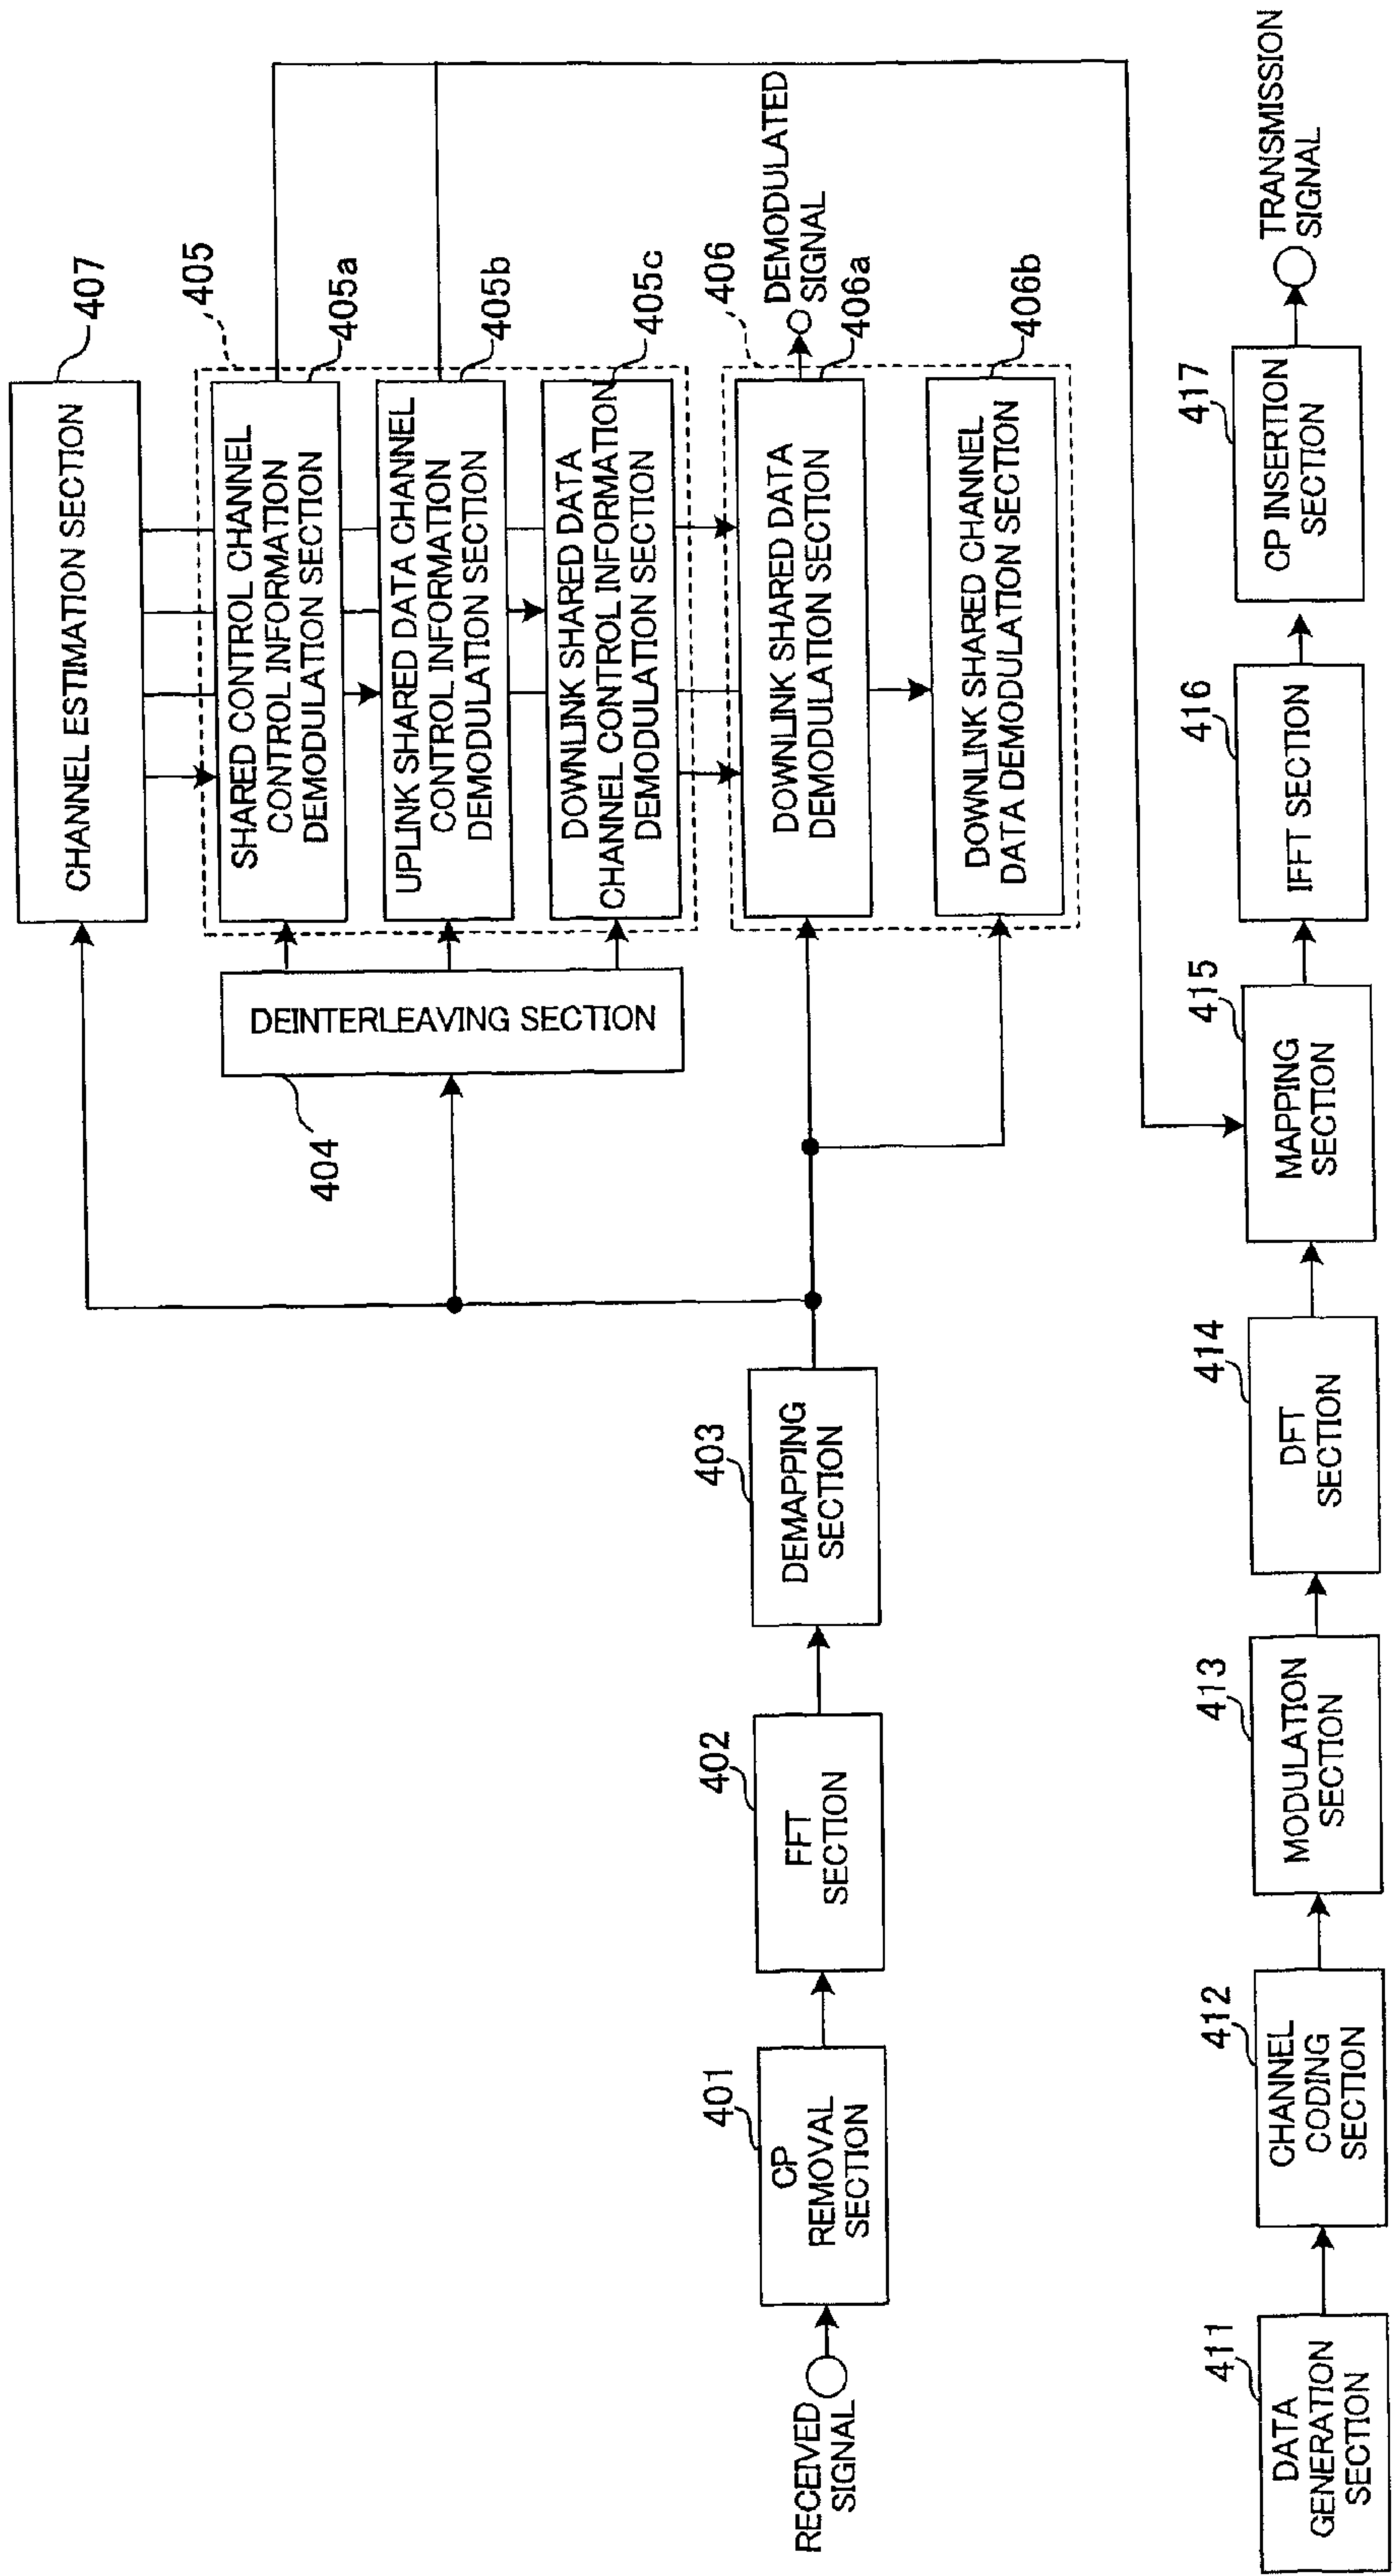 CHANNEL ESTIMATION SECTION
407
405
SHARED CONTROL CHANNEL
CONTROL INFORMATION
DEMODULATION SECTION
405a
UPLINK SHARED DATA CHANNEL
CONTROL INFORMATION
DEMODULATION SECTION
405b
DOWNLINK SHARED DATA
CHANNEL CONTROL INFORMATION
DEMODULATION SECTION
405c
DEINTERLEAVING SECTION
404
406
DOWNLINK SHARED DATA
DEMODULATION SECTION
406a
DEMODULATED
SIGNAL
DOWNLINK SHARED CHANNEL
DATA DEMODULATION SECTION
406b
RECEIVED
SIGNAL
401
CP
REMOVAL
SECTION
402
FFT
SECTION
403
DEMAPPING
SECTION
411
DATA
GENERATION
SECTION
412
CHANNEL
CODING
SECTION
413
MODULATION
SECTION
414
DFT
SECTION
415
MAPPING
SECTION
416
IFFT SECTION
417
CP INSERTION
SECTION
TRANSMISSION
SIGNAL